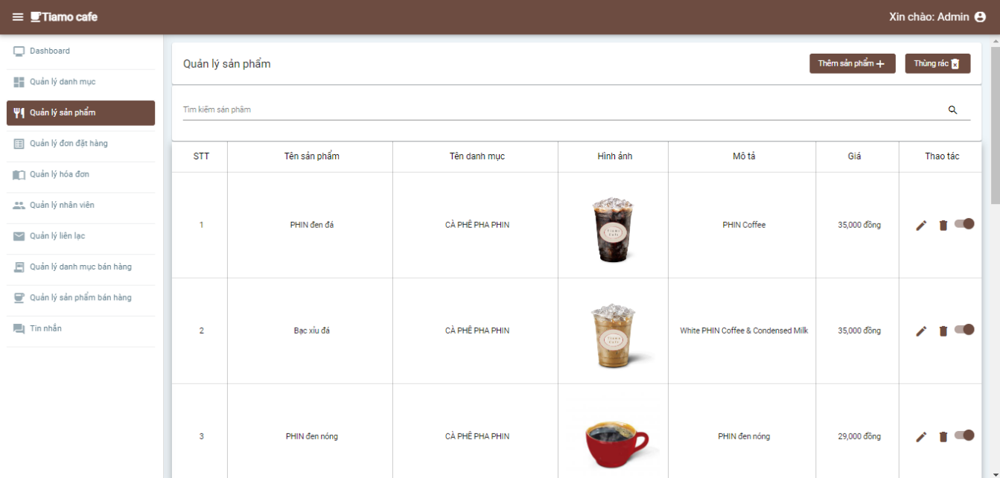 Tiamo cafe
Xin chào: Admin
Dashboard
Quản lý danh mục
Quản lý sản phẩm
Quản lý đơn đặt hàng
Quản lý hóa đơn
Quản lý nhân viên
Quản lý liên lạc
Quản lý danh mục bán hàng
Quản lý sản phẩm bán hàng
Tin nhắn
Quản lý sản phẩm
Thêm sản phẩm
Thùng rác
Tìm kiếm sản phẩm
STT Tên sản phẩm Tên danh mục Hình ảnh Mô tả Giá Thao tác
1 PHIN đen đá CÀ PHÊ PHA PHIN PHIN Coffee 35,000 đồng
Tiamo
Cafe
2 Bạc xỉu đá CÀ PHÊ PHA PHIN White PHIN Coffee & Condensed Milk 35,000 đồng
Tiamo
Cafe
3 PHIN đen nóng CÀ PHÊ PHA PHIN PHIN đen nóng 29,000 đồng